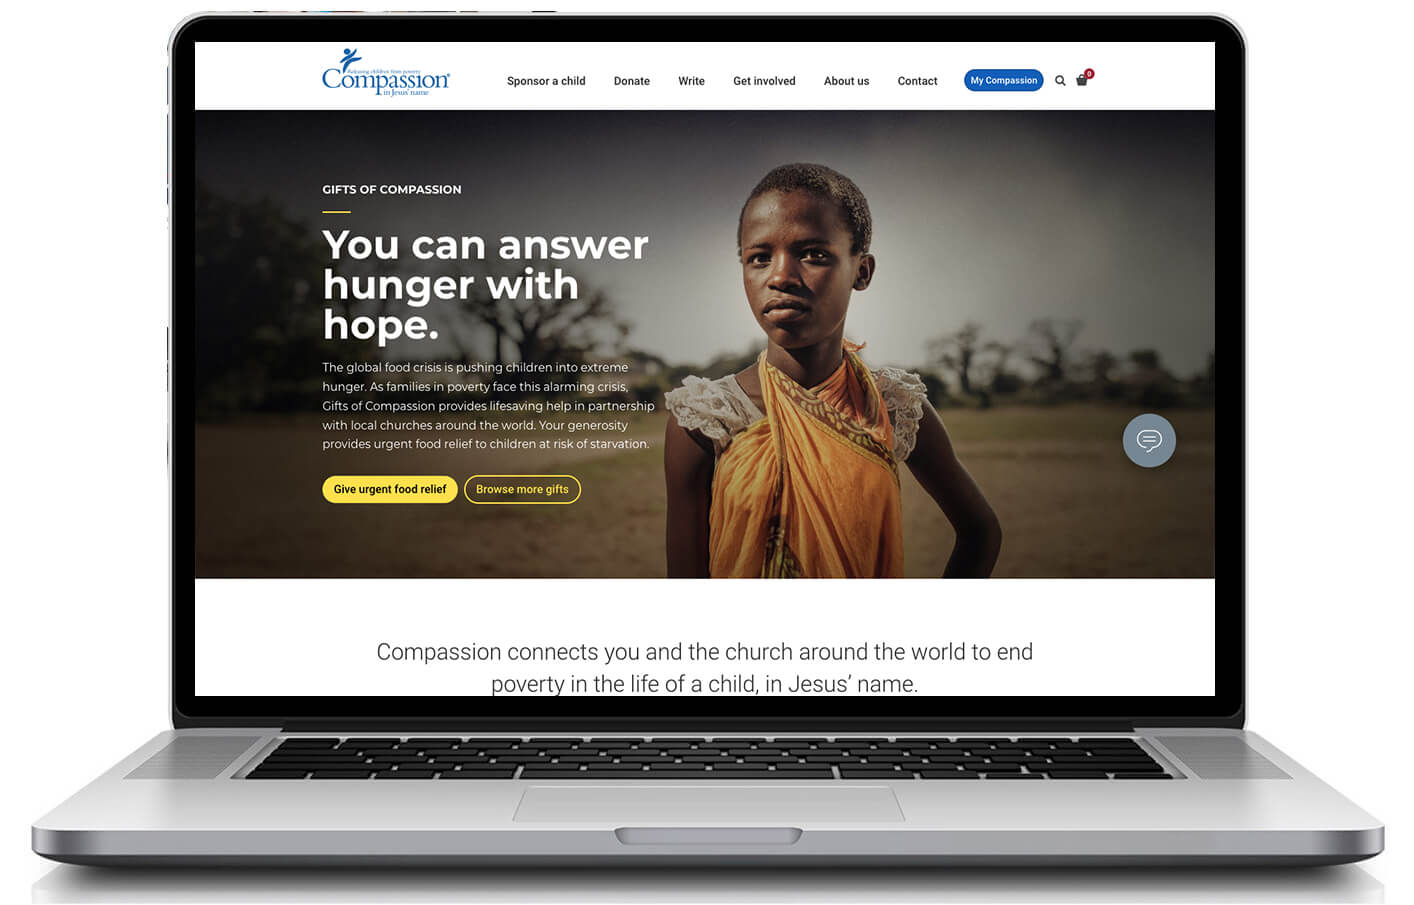 Releasing children from poverty
Compassion®
in Jesus' name
Sponsor a child
Donate
Write
Get involved
About us
Contact
My Compassion
0
GIFTS OF COMPASSION
You can answer
hunger with
hope.
The global food crisis is pushing children into extreme
hunger. As families in poverty face this alarming crisis,
Gifts of Compassion provides lifesaving help in partnership
with local churches around the world. Your generosity
provides urgent food relief to children at risk of starvation.
Give urgent food relief
Browse more gifts
Compassion connects you and the church around the world to end
poverty in the life of a child, in Jesus’ name.